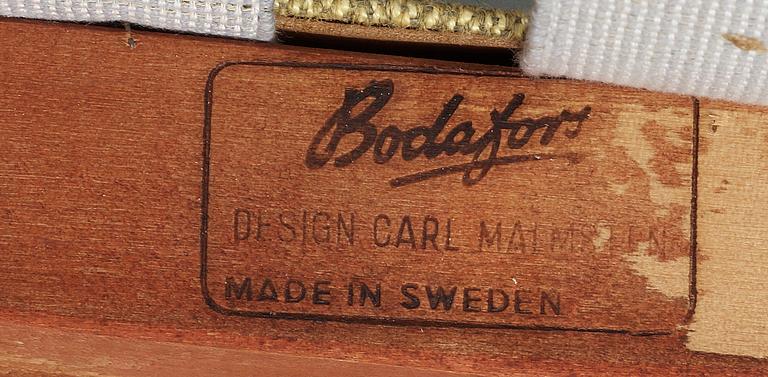 Bodafors
DESIGN CARL MALMSTEN
MADE IN SWEDEN